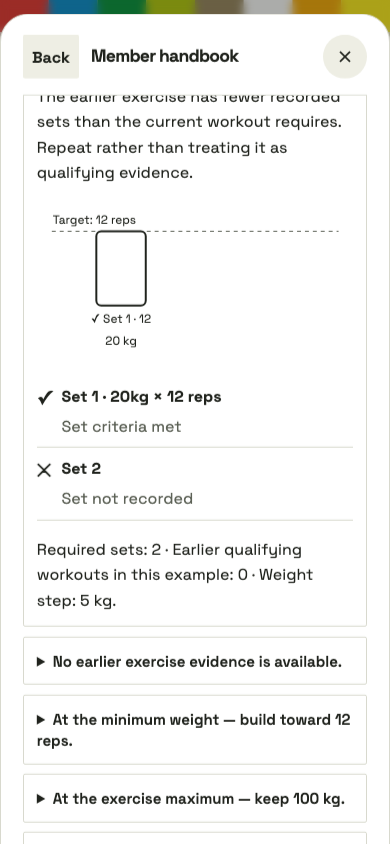 Back Member handbook ×
The earlier exercise has fewer recorded
sets than the current workout requires.
Repeat rather than treating it as
qualifying evidence.
Target: 12 reps
✓ Set 1 · 12
20 kg
✓ Set 1 · 20kg × 12 reps
Set criteria met
× Set 2
Set not recorded
Required sets: 2 · Earlier qualifying
workouts in this example: 0 · Weight
step: 5 kg.
▶ No earlier exercise evidence is available.
▶ At the minimum weight — build toward 12
reps.
▶ At the exercise maximum — keep 100 kg.